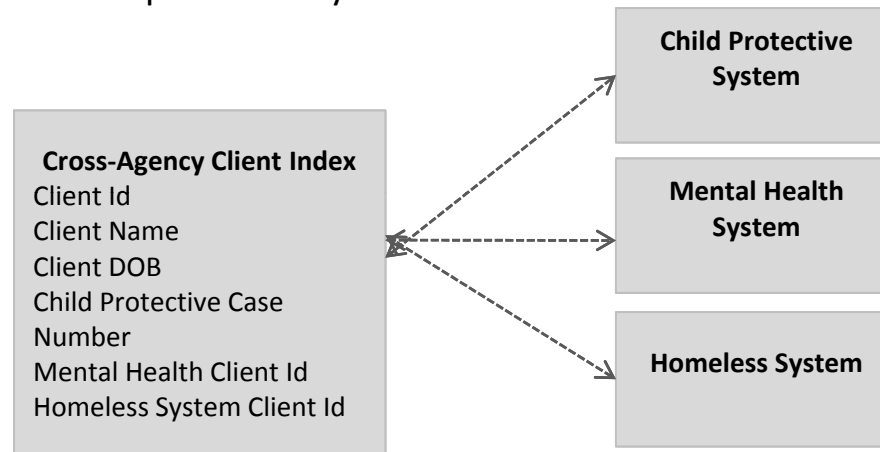 Cross-Agency Client Index
Client Id
Client Name
Client DOB
Child Protective Case
Number
Mental Health Client Id
Homeless System Client Id
Child Protective
System
Mental Health
System
Homeless System